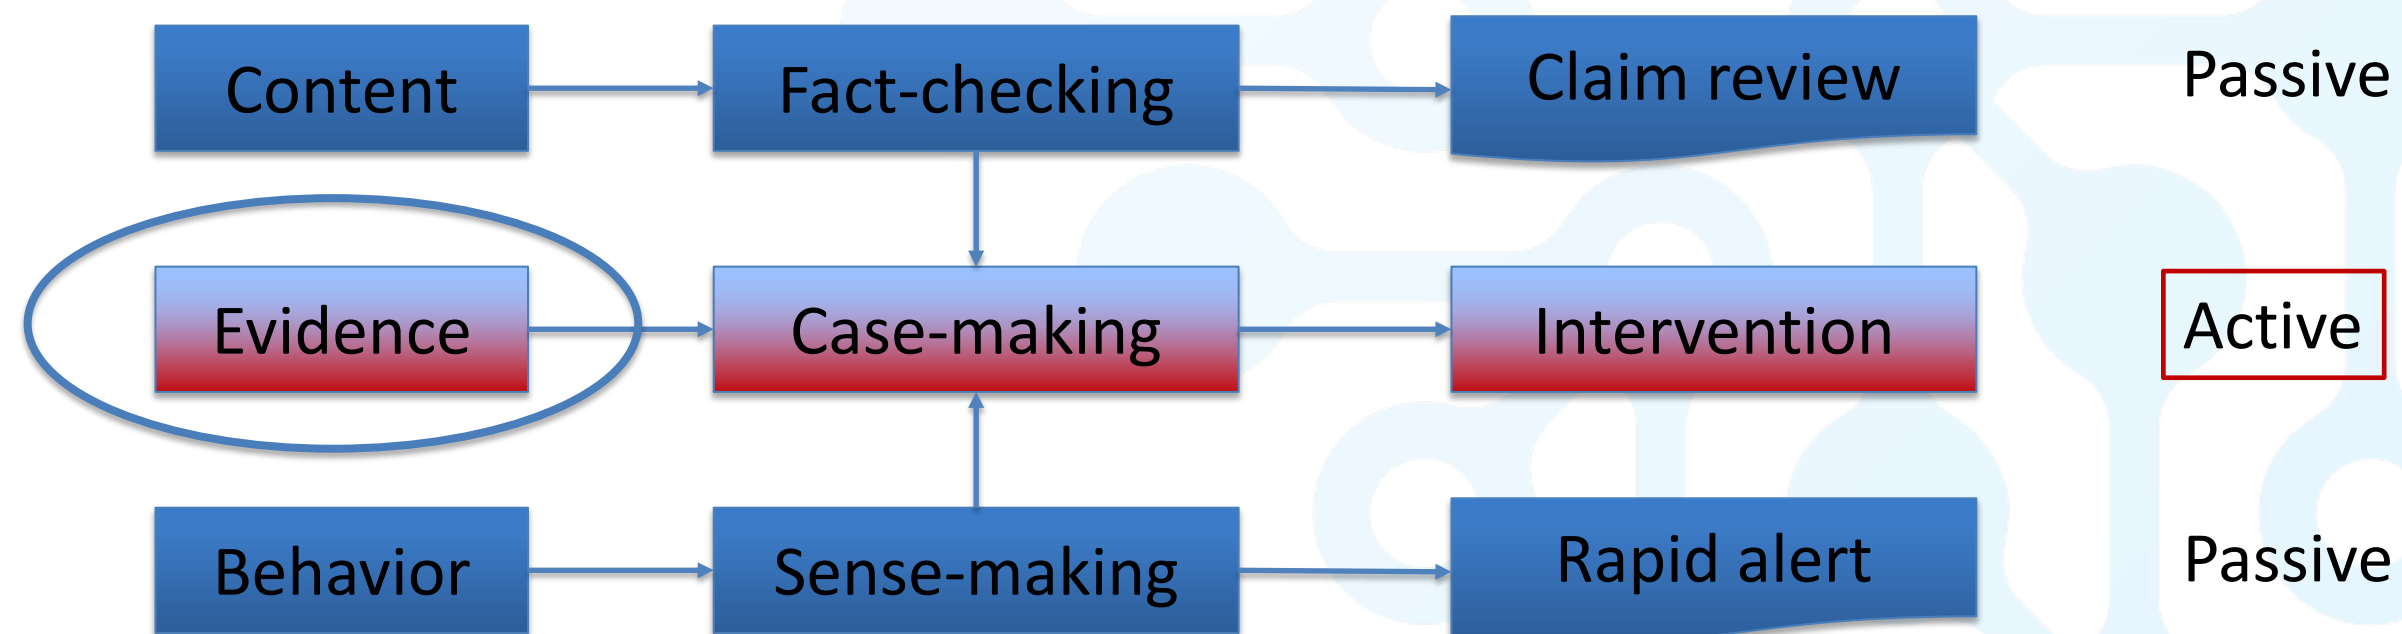 Content
Fact-checking
Claim review
Passive
Evidence
Case-making
Intervention
Active
Behavior
Sense-making
Rapid alert
Passive